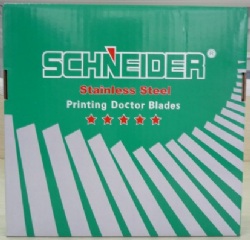 SCHNEIDER®
Stainless Steel
Printing Doctor Blades